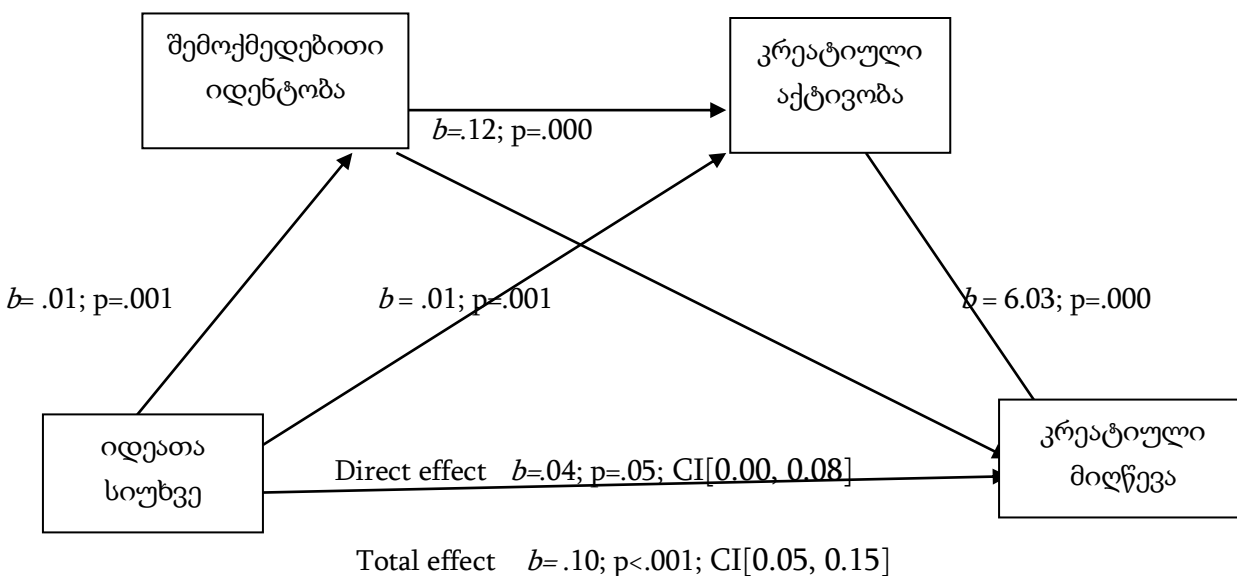 შემოქმედებითი
იდენტობა
კრეატიული
აქტივობა
b=.12; p=.000
b= .01; p=.001
b = .01; p=.001
b = 6.03; p=.000
იდეათა
სიუხვე
კრეატიული
მიღწევა
Direct effect b=.04; p=.05; CI[0.00, 0.08]
Total effect b= .10; p<.001; CI[0.05, 0.15]